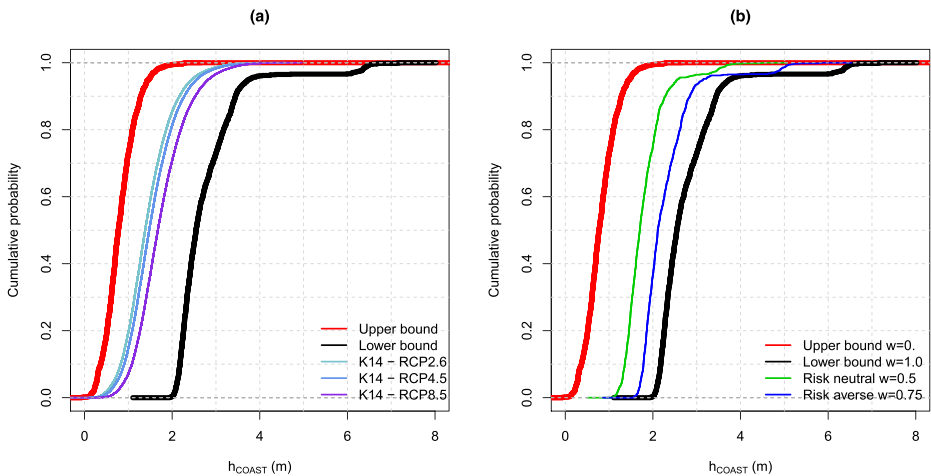 (a)
Cumulative probability
1.0
0.8
0.6
0.4
0.2
0.0
Upper bound
Lower bound
K14 − RCP2.6
K14 − RCP4.5
K14 − RCP8.5
0 2 4 6 8
hCOAST (m)
(b)
Cumulative probability
1.0
0.8
0.6
0.4
0.2
0.0
Upper bound w=0.
Lower bound w=1.0
Risk neutral w=0.5
Risk averse w=0.75
0 2 4 6 8
hCOAST (m)